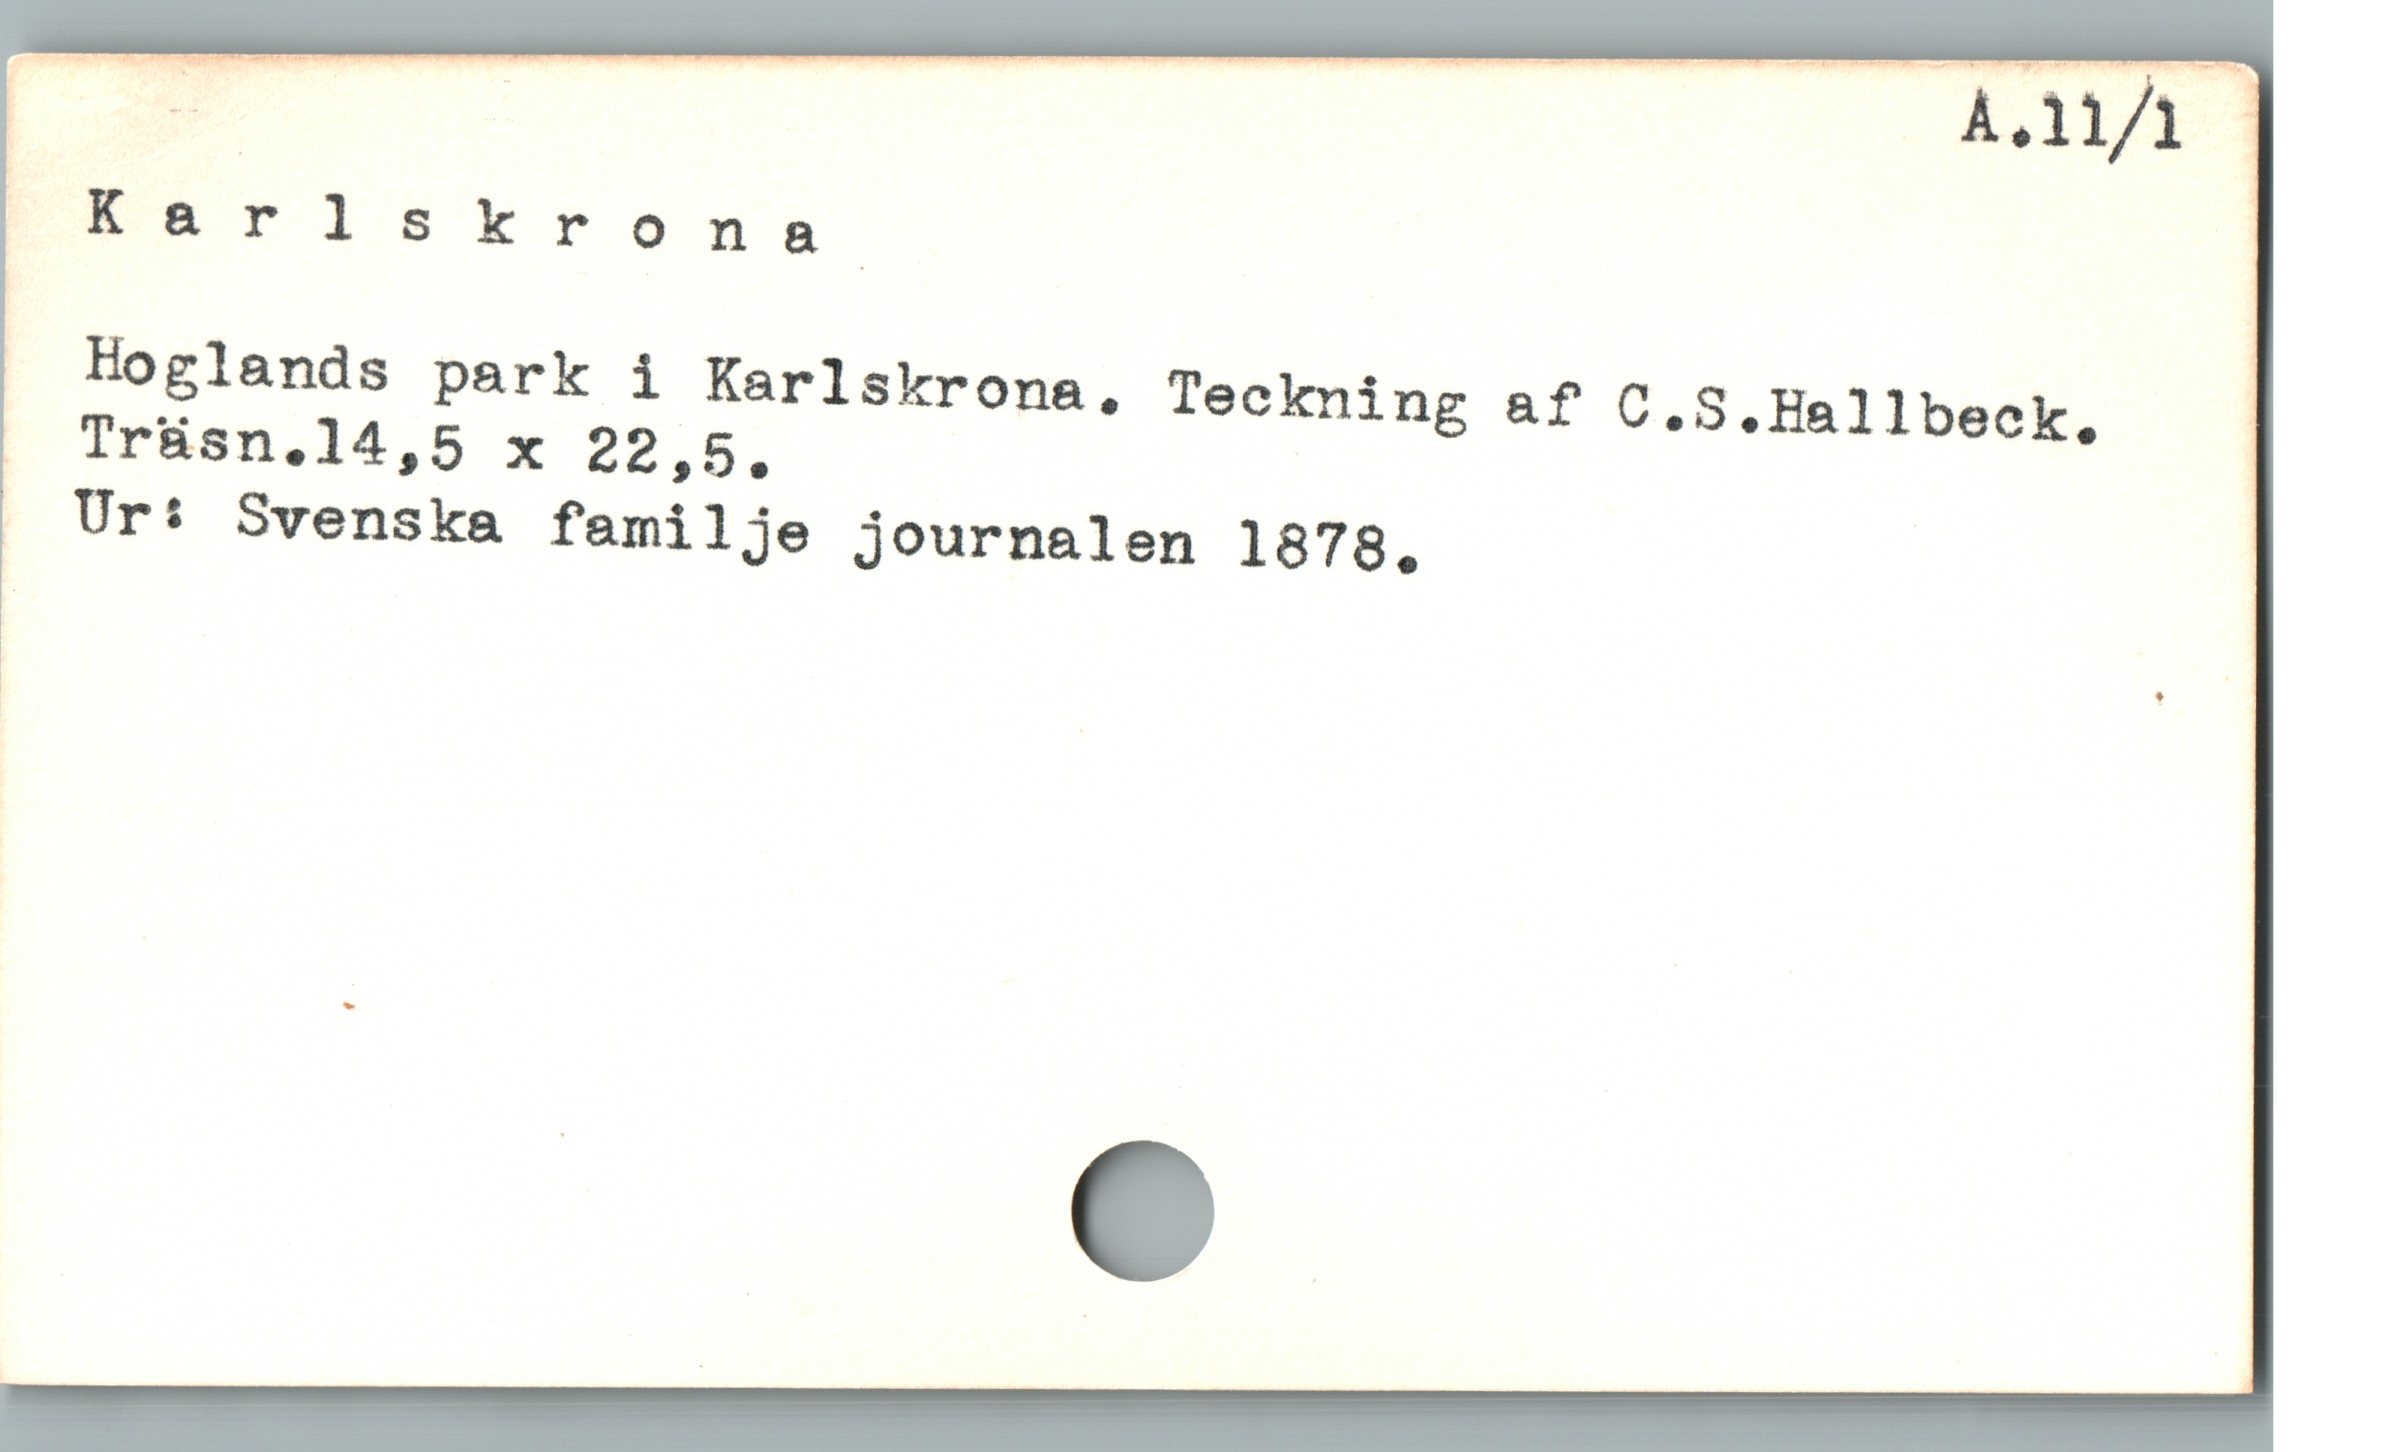 A.11/1
K a r l s k r o n a
Hoglands park i Karlskrona. Teckning af C.S.Hallbeck.
Träsn.14,5 x 22,5.
Ur: Svenska familje journalen 1878.